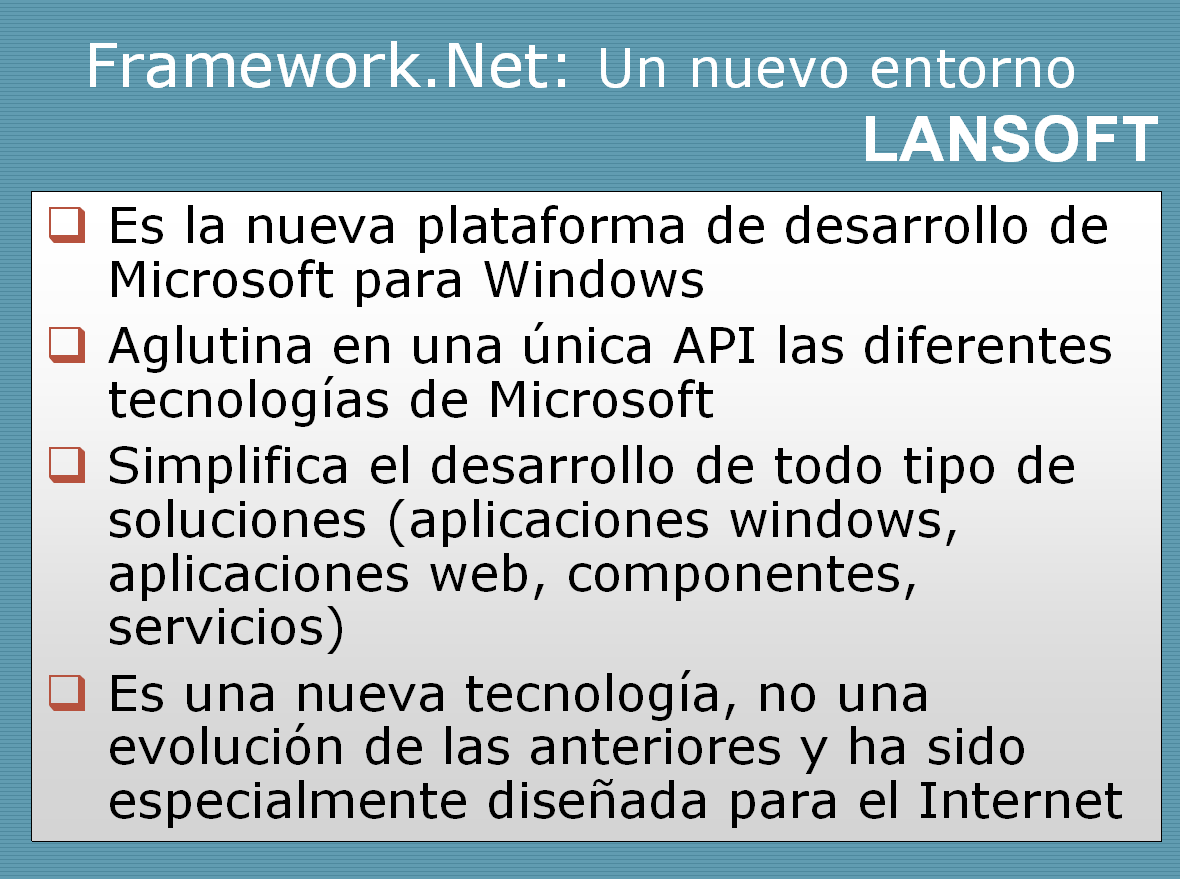 Framework.Net: Un nuevo entorno
LANSOFT
Es la nueva plataforma de desarrollo de
Microsoft para Windows
Aglutina en una única API las diferentes
tecnologías de Microsoft
Simplifica el desarrollo de todo tipo de
soluciones (aplicaciones windows,
aplicaciones web, componentes,
servicios)
Es una nueva tecnología, no una
evolución de las anteriores y ha sido
especialmente diseñada para el Internet